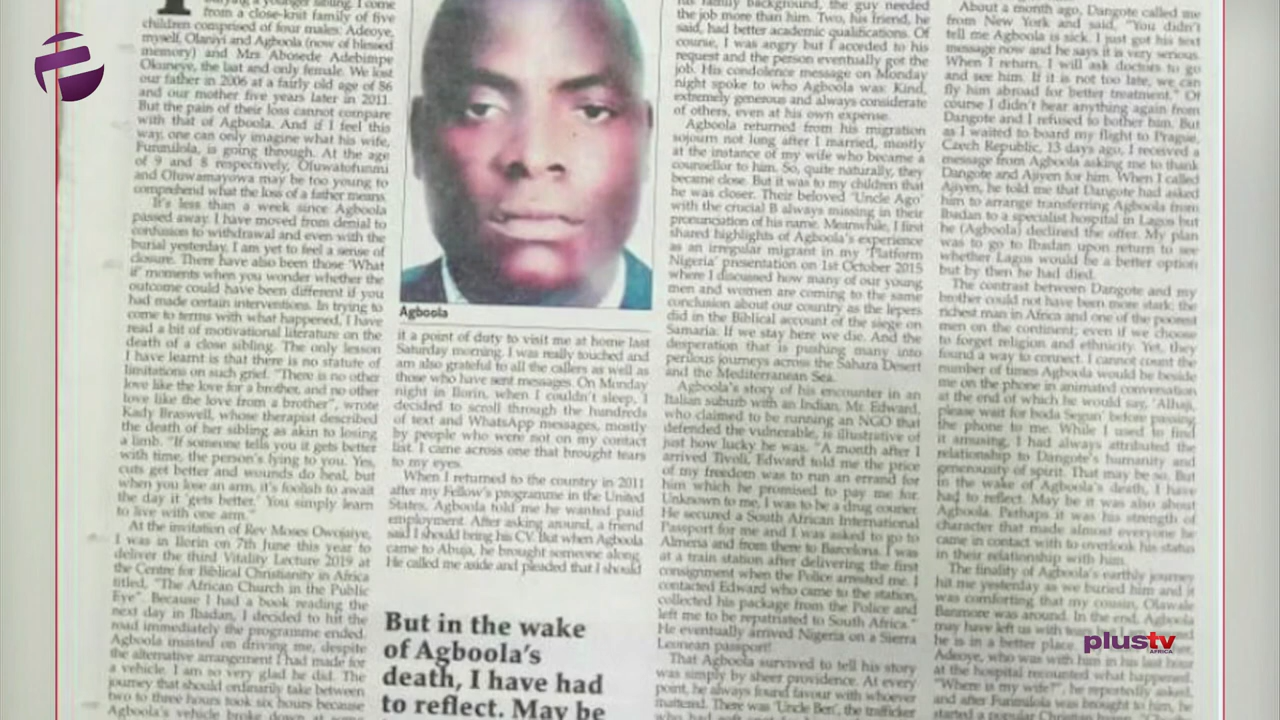 burying a younger sibling. I come
from a close-knit family of five
children comprised of four males: Adeoye,
myself, Olaniyi and Agboola (now of blessed
memory) and Mrs Abosede Adebimpe
Okuneye, the last and only female. We lost
our father in 2006 at a fairly old age of 86
and our mother five years later in 2011.
But the pain of their loss cannot compare
with that of Agboola. And if I feel this
way, one can only imagine what his wife,
Funmilola, is going through. At the age
of 9 and 8 respectively, Oluwatofunmi
and Oluwamayowa may be too young to
comprehend what the loss of a father means.
It's less than a week since Agboola
passed away. I have moved from denial to
confusion to withdrawal and even with the
burial yesterday, I am yet to feel a sense of
closure. There have also been those 'What
if' moments when you wonder whether the
outcome could have been different if you
had made certain interventions. In trying to
come to terms with what happened, I have
read a bit of motivational literature on the
death of a close sibling. The only lesson
I have learnt is that there is no statute of
limitations on such grief. "There is no other
love like the love for a brother, and no other
love like the love from a brother", wrote
Kady Braswell, whose therapist described
the death of her sibling as akin to losing
a limb. "If someone tells you it gets better
with time, the person's lying to you. Yes,
cuts get better and wounds do heal, but
when you lose an arm, it's foolish to await
the day it 'gets better.' You simply learn
to live with one arm."
At the invitation of Rev Moses Owojaiye,
I was in Ilorin on 7th June this year to
deliver the third Vitality Lecture 2019 at
the Centre for Biblical Christianity in Africa
titled, "The African Church in the Public
Eye". Because I had a book reading the
next day in Ibadan, I decided to hit the
road immediately the programme ended.
Agboola insisted on driving me, despite
the alternative arrangement I had made for
a vehicle. I am so very glad he did. The
journey that should ordinarily take between
two to three hours took six hours because
Agboola's vehicle broke down at some
Agboola
it a point of duty to visit me at home last
Saturday morning. I was really touched and
am also grateful to all the callers as well as
those who have sent messages. On Monday
night in Ilorin, when I couldn't sleep, I
decided to scroll through the hundreds
of text and WhatsApp messages, mostly
by people who were not on my contact
list. I came across one that brought tears
to my eyes.
When I returned to the country in 2011
after my Fellow's programme in the United
States, Agboola told me he wanted paid
employment. After asking around, a friend
said I should bring his CV. But when Agboola
came to Abuja, he brought someone along.
He called me aside and pleaded that I should
But in the wake
of Agboola's
death, I have had
to reflect. May be
his family background, the guy needed
the job more than him. Two, his friend, he
said, had better academic qualifications. Of
course, I was angry but I acceded to his
request and the person eventually got the
job. His condolence message on Monday
night spoke to who Agboola was. Kind,
extremely generous and always considerate
of others, even at his own expense.
Agboola returned from his migration
sojourn not long after I married, mostly
at the instance of my wife who became a
counsellor to him. So, quite naturally, they
became close. But it was to my children that
he was closer. Their beloved 'Uncle Ago'
with the crucial B always missing in their
pronunciation of his name. Meanwhile, I first
shared highlights of Agboola's experience
as an irregular migrant in my 'Platform
Nigeria' presentation on 1st October 2015
where I discussed how many of our young
men and women are coming to the same
conclusion about our country as the lepers
did in the Biblical account of the siege on
Samaria: If we stay here we die. And the
desperation that is pushing many into
perilous journeys across the Sahara Desert
and the Mediterranean Sea.
Agboola's story of his encounter in an
Italian suburb with an Indian, Mr. Edward,
who claimed to be running an NGO that
defended the vulnerable, is illustrative of
just how lucky he was. "A month after I
arrived Tivoli, Edward told me the price
of my freedom was to run an errand for
him which he promised to pay me for.
Unknown to me, I was to be a drug courier.
He secured a South African International
Passport for me and I was asked to go to
Almeria and from there to Barcelona. I was
at a train station after delivering the first
consignment when the Police arrested me. I
contacted Edward who came to the station,
collected his package from the Police and
left me to be repatriated to South Africa."
He eventually arrived Nigeria on a Sierra
Leonean passport!
That Agboola survived to tell his story
was simply by sheer providence. At every
point, he always found favour with whoever
mattered. There was 'Uncle Ben', the trafficker
About a month ago, Dangote called me
from New York and said, "You didn't
tell me Agboola is sick. I just got his text
message now and he says it is very serious.
When I return, I will ask doctors to go
and see him. If it is not too late, we can
fly him abroad for better treatment." Of
course I didn't hear anything again from
Dangote and I refused to bother him. But
as I waited to board my flight to Prague,
Czech Republic, 13 days ago, I received a
message from Agboola asking me to thank
Dangote and Ajiyen for him. When I called
Ajiyen, he told me that Dangote had asked
him to arrange transferring Agboola from
Ibadan to a specialist hospital in Lagos but
he (Agboola) declined the offer. My plan
was to go to Ibadan upon return to see
whether Lagos would be a better option
but by then he had died.
The contrast between Dangote and my
brother could not have been more stark: the
richest man in Africa and one of the poorest
men on the continent; even if we choose
to forget religion and ethnicity. Yet, they
found a way to connect. I cannot count the
number of times Agboola would be beside
me on the phone in animated conversation
at the end of which he would say, 'Alhaji,
please wait for boda Segun' before passing
the phone to me. While I used to find
it amusing, I had always attributed the
relationship to Dangote's humanity and
generosity of spirit. That may be so. But
in the wake of Agboola's death, I have
had to reflect. May be it was also about
Agboola. Perhaps it was his strength of
character that made almost everyone he
came in contact with to overlook his status
in their relationship with him.
The finality of Agboola's earthly journey
hit me yesterday as we buried him and it
was comforting that my cousin, Olawale
Banmore was around. In the end, Agboola
may have left us with
he is in a better place
Adeoye, who was with him in his last hour
at the hospital recounted what happened.
"Where is my wife?", he reportedly asked,
and after Funmilola was brought to him, he
started a popular Christian
plustv
AFRICA